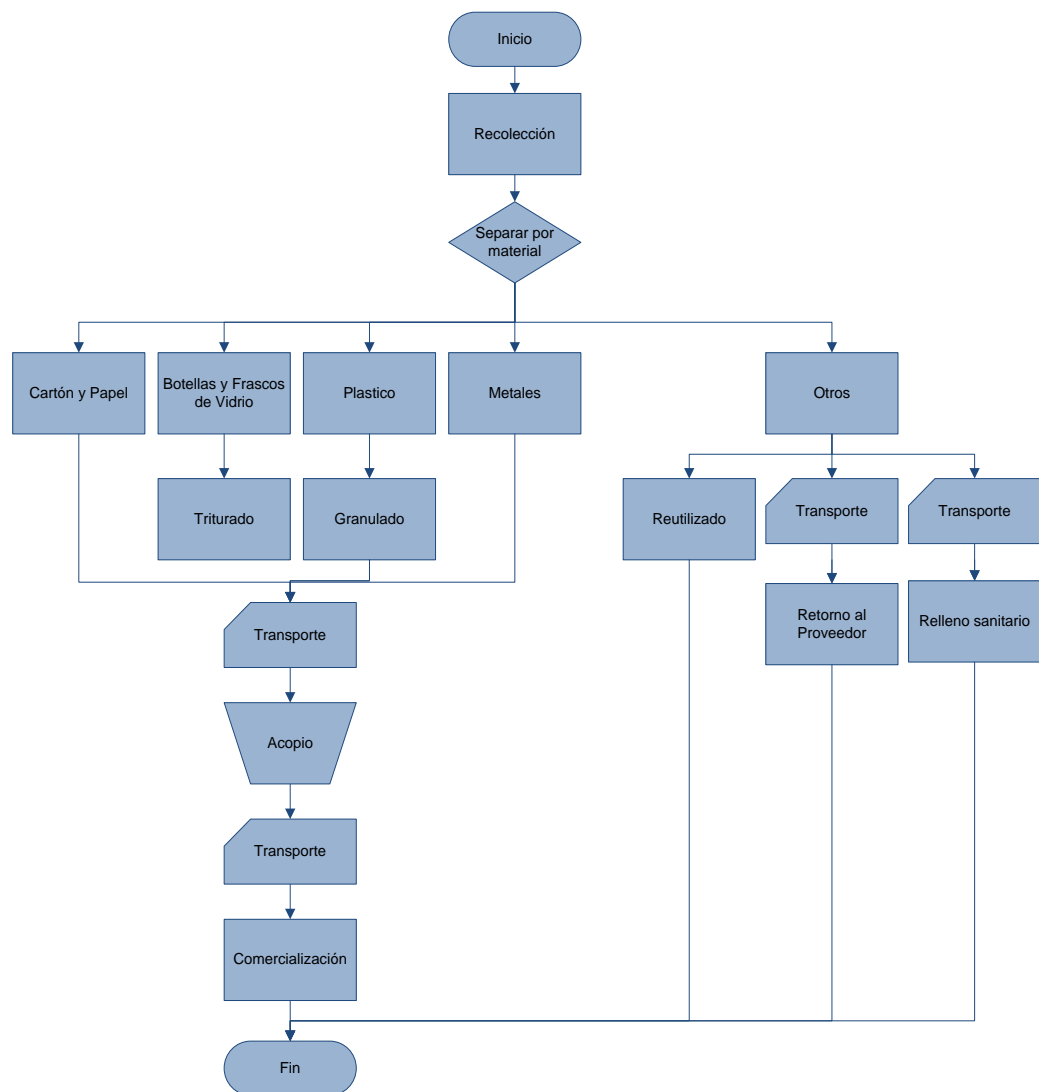 Inicio
Recolección
Separar por
material
Cartón y Papel
Botellas y Frascos
de Vidrio
Plastico
Metales
Otros
Triturado
Granulado
Reutilizado
Transporte
Transporte
Retorno al
Proveedor
Relleno sanitario
Transporte
Acopio
Transporte
Comercialización
Fin